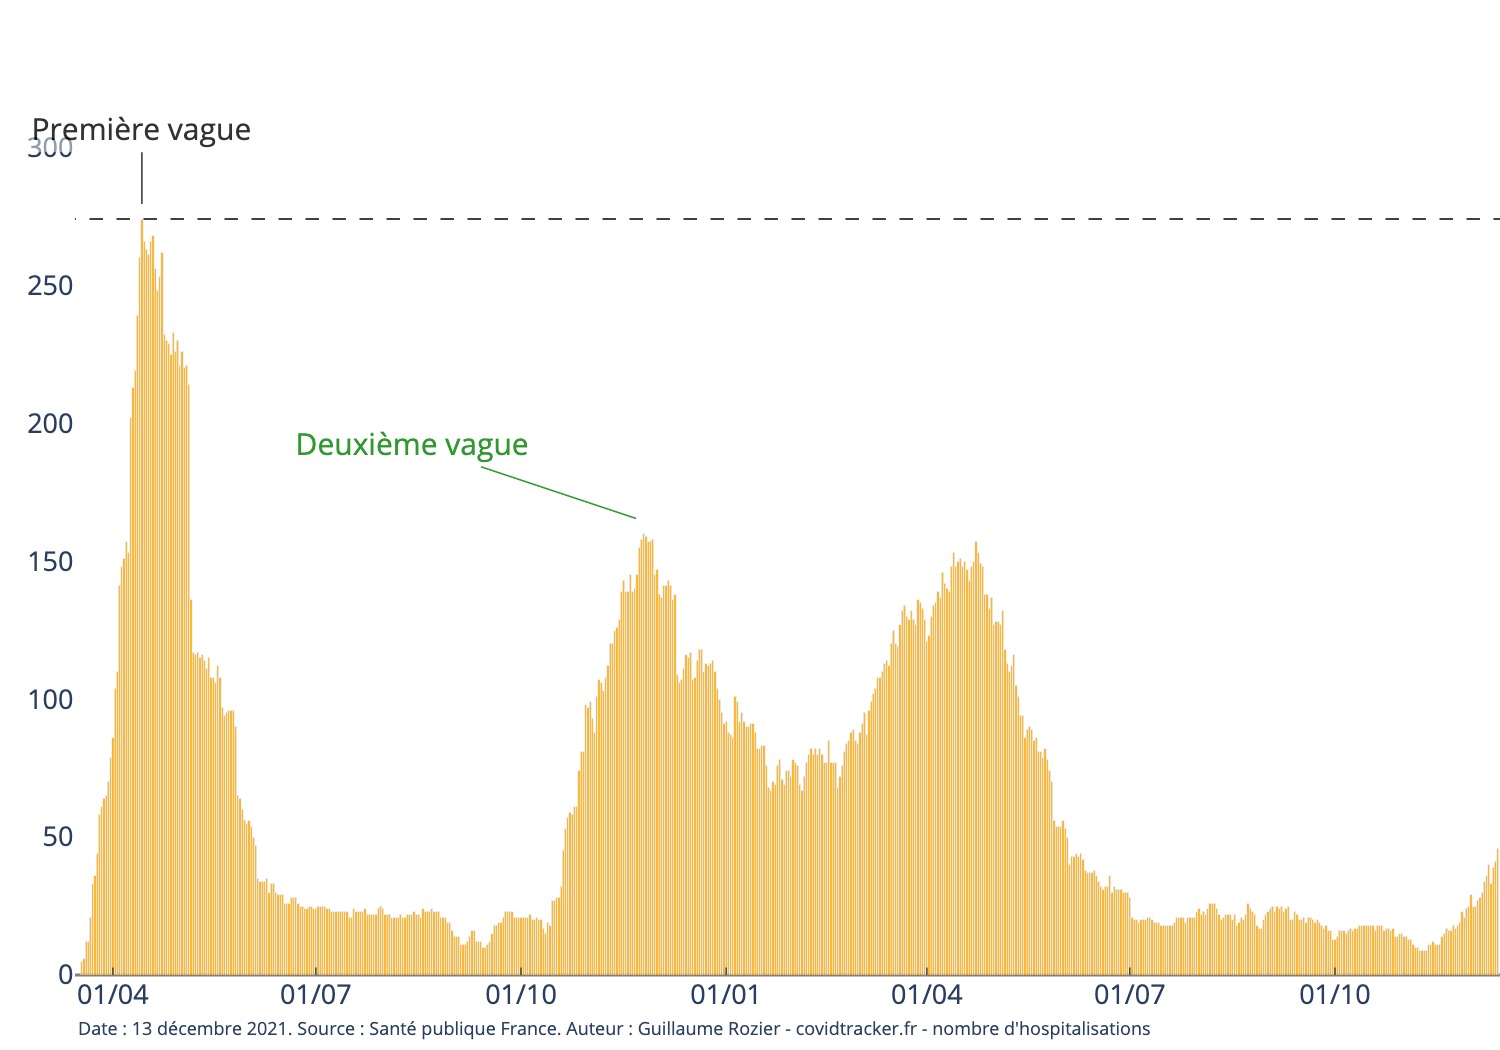 Première vague
300
250
200
Deuxième vague
150
100
50
0
01/04 01/07 01/10 01/01 01/04 01/07 01/10
Date : 13 décembre 2021. Source : Santé publique France. Auteur : Guillaume Rozier - covidtracker.fr - nombre d'hospitalisations